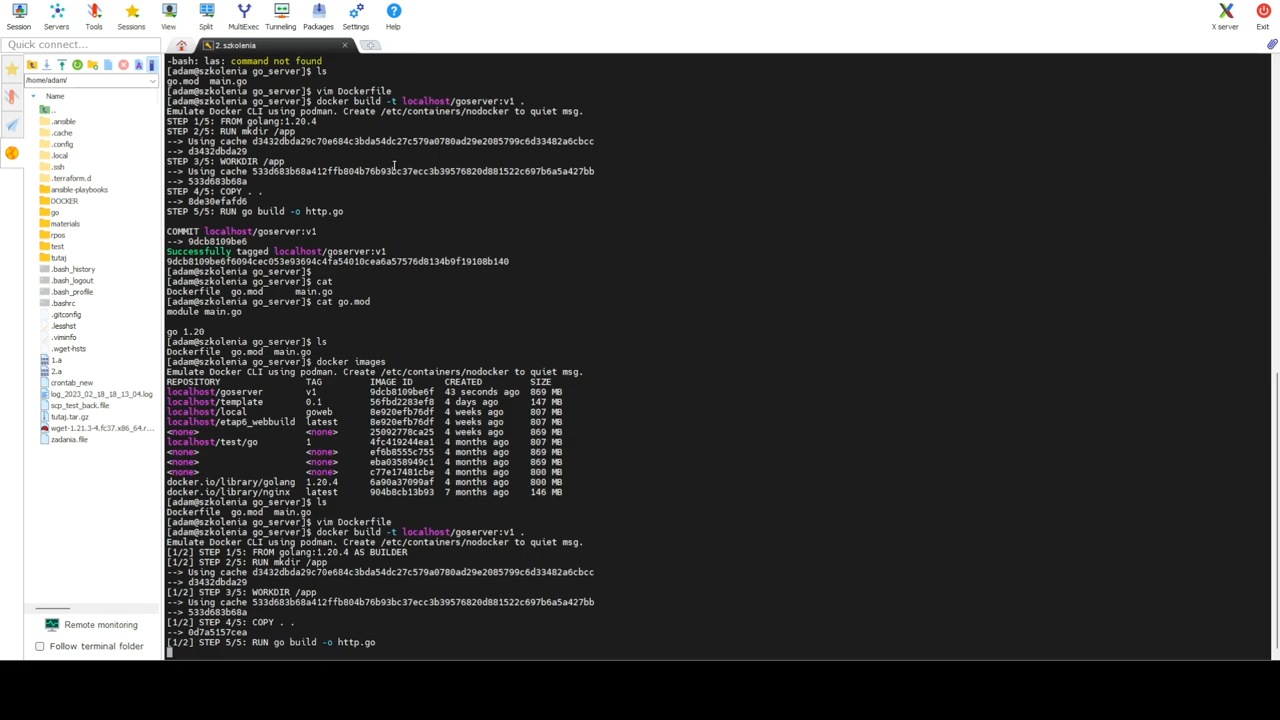 Session
Servers
Tools
Sessions
View
Split
MultiExec
Tunneling
Packages
Settings
Help
X server
Exit
Quick connect...
2. szkolenia
/home/adam/
Name
..
.ansible
.cache
.config
.local
.ssh
.terraform.d
ansible-playbooks
DOCKER
go
materials
rpos
test
tutaj
.bash_history
.bash_logout
.bash_profile
.bashrc
.gitconfig
.lesshst
.viminfo
.wget-hsts
1.a
2.a
crontab_new
log_2023_02_18_18_13_04.log
scp_test_back.file
tutaj.tar.gz
wget-1.21.3-4.fc37.x86_64.r...
zadania.file
Remote monitoring
Follow terminal folder
-bash: las: command not found
[adam@szkolenia go_server]$ ls
go.mod  main.go
[adam@szkolenia go_server]$ vim Dockerfile
[adam@szkolenia go_server]$ docker build -t localhost/goserver:v1 .
Emulate Docker CLI using podman. Create /etc/containers/nodocker to quiet msg.
STEP 1/5: FROM golang:1.20.4
STEP 2/5: RUN mkdir /app
--> Using cache d3432dbda29c70e684c3bda54dc27c579a0780ad29e2085799c6d33482a6cbcc
--> d3432dbda29
STEP 3/5: WORKDIR /app
--> Using cache 533d683b68a412ffb804b76b93bc37ecc3b39576820d881522c697b6a5a427bb
--> 533d683b68a
STEP 4/5: COPY . .
--> 8de30efafd6
STEP 5/5: RUN go build -o http.go
COMMIT localhost/goserver:v1
--> 9dcb8109be6
Successfully tagged localhost/goserver:v1
9dcb8109be6f6094cec053e93694c4fa54010cea6a57576d8134b9f19108b140
[adam@szkolenia go_server]$
[adam@szkolenia go_server]$ cat
Dockerfile  go.mod      main.go
[adam@szkolenia go_server]$ cat go.mod
module main.go
go 1.20
[adam@szkolenia go_server]$ ls
Dockerfile  go.mod  main.go
[adam@szkolenia go_server]$ docker images
Emulate Docker CLI using podman. Create /etc/containers/nodocker to quiet msg.
REPOSITORY                TAG         IMAGE ID      CREATED         SIZE
localhost/goserver        v1          9dcb8109be6f  43 seconds ago  869 MB
localhost/template        0.1         56fbd2283ef8  4 days ago      147 MB
localhost/local           goweb       8e920efb76df  4 weeks ago     807 MB
localhost/etap6_webbuild  latest      8e920efb76df  4 weeks ago     807 MB
<none>                    <none>      25092778ca25  4 weeks ago     869 MB
localhost/test/go         1           4fc419244ea1  4 months ago    807 MB
<none>                    <none>      ef6b8555c755  4 months ago    869 MB
<none>                    <none>      eba0358949c1  4 months ago    869 MB
<none>                    <none>      c77e17481cbe  4 months ago    800 MB
docker.io/library/golang  1.20.4      6a90a37099af  4 months ago    800 MB
docker.io/library/nginx   latest      904b8cb13b93  7 months ago    146 MB
[adam@szkolenia go_server]$ ls
Dockerfile  go.mod  main.go
[adam@szkolenia go_server]$ vim Dockerfile
[adam@szkolenia go_server]$ docker build -t localhost/goserver:v1 .
Emulate Docker CLI using podman. Create /etc/containers/nodocker to quiet msg.
[1/2] STEP 1/5: FROM golang:1.20.4 AS BUILDER
[1/2] STEP 2/5: RUN mkdir /app
--> Using cache d3432dbda29c70e684c3bda54dc27c579a0780ad29e2085799c6d33482a6cbcc
--> d3432dbda29
[1/2] STEP 3/5: WORKDIR /app
--> Using cache 533d683b68a412ffb804b76b93bc37ecc3b39576820d881522c697b6a5a427bb
--> 533d683b68a
[1/2] STEP 4/5: COPY . .
--> 0d7a5157cea
[1/2] STEP 5/5: RUN go build -o http.go